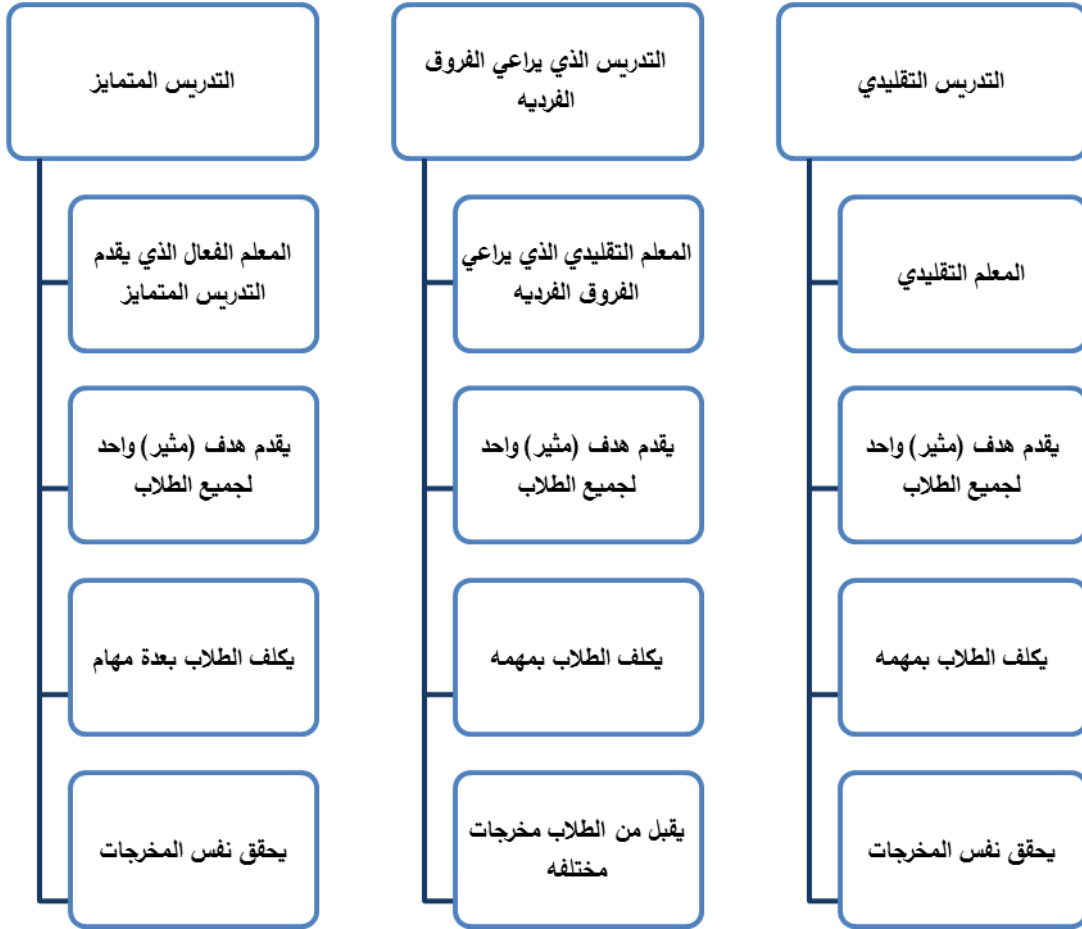 التدريس التقليدي
المعلم التقليدي
يقدم هدف (مثير) واحد
لجميع الطلاب
يكلف الطلاب بمهمه
يحقق نفس المخرجات
التدريس الذي يراعي الفروق
الفرديه
المعلم التقليدي الذي يراعي
الفروق الفرديه
يقدم هدف (مثير) واحد
لجميع الطلاب
يكلف الطلاب بمهمه
يقبل من الطلاب مخرجات
مختلفه
التدريس المتمايز
المعلم الفعال الذي يقدم
التدريس المتمايز
يقدم هدف (مثير) واحد
لجميع الطلاب
يكلف الطلاب بعدة مهام
يحقق نفس المخرجات